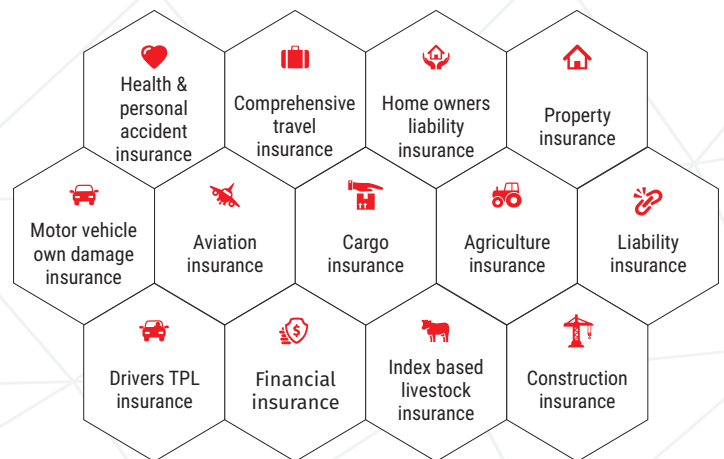 Health &
personal
accident
insurance
Comprehensive
travel
insurance
Home owners
liability
insurance
Property
insurance
Motor vehicle
own damage
insurance
Aviation
insurance
Cargo
insurance
Agriculture
insurance
Liability
insurance
Drivers TPL
insurance
$
Financial
insurance
Index based
livestock
insurance
Construction
insurance